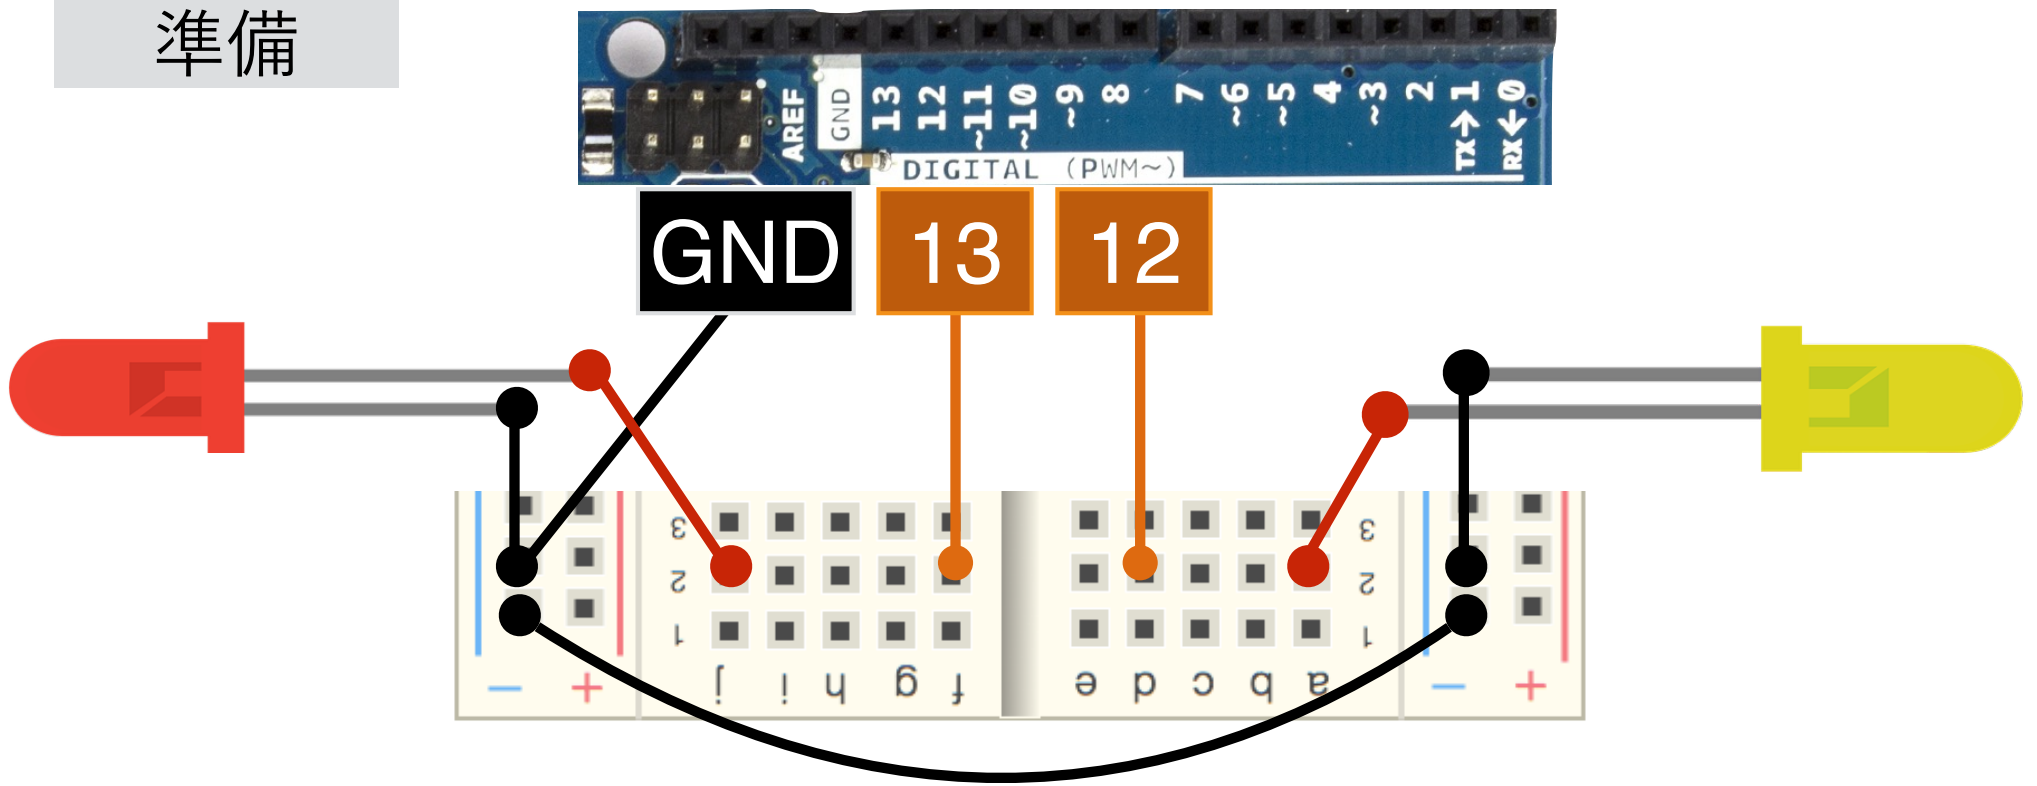 準備
AREF GND 13 12 ~11 ~10 ~9 8 7 ~6 ~5 4 ~3 2 TX→1 RX←0
DIGITAL (PWM~)
GND 13 12
3 3
2 2
1 1
j i h g f e d c b a
− + − +